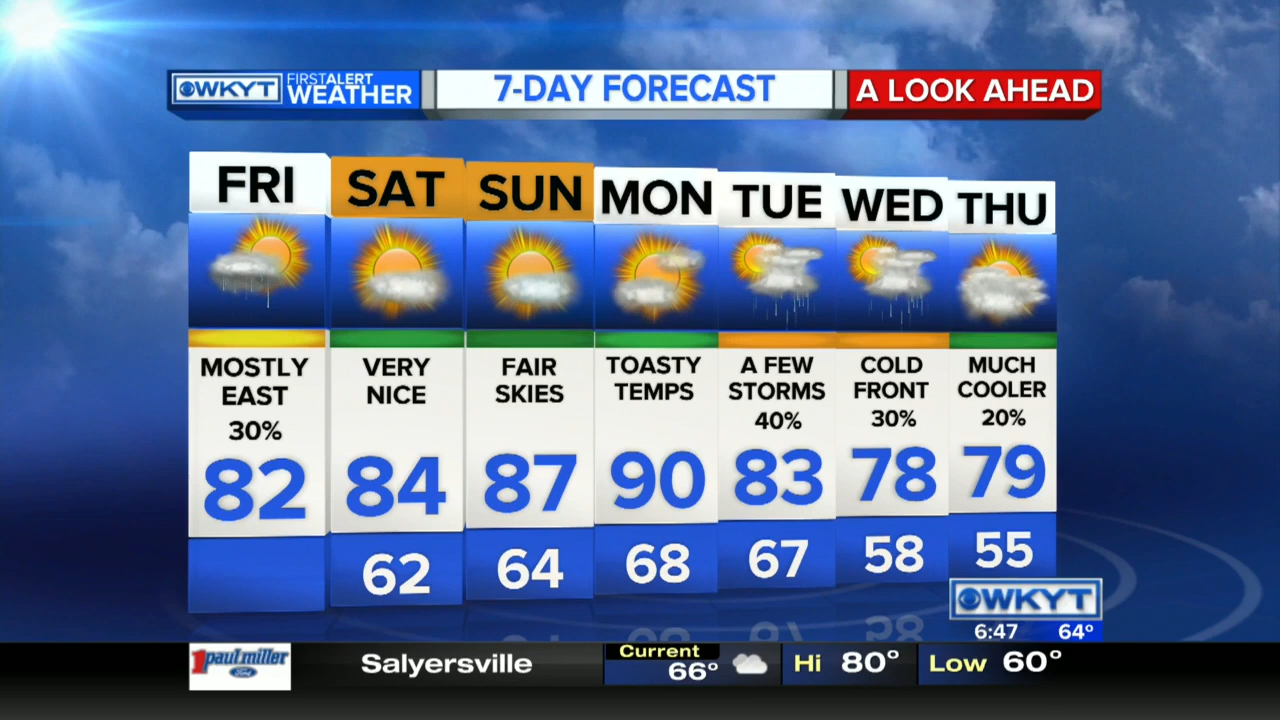 WKYT FIRST ALERT WEATHER
7-DAY FORECAST
A LOOK AHEAD
FRI SAT SUN MON TUE WED THU
MOSTLY EAST
30%
82
VERY NICE
84
62
FAIR SKIES
87
64
TOASTY TEMPS
90
68
A FEW STORMS
40%
83
67
COLD FRONT
30%
78
58
MUCH COOLER
20%
79
55
WKYT
6:47 64°
1 paul miller Ford
Salyersville
Current 66°
Hi 80°
Low 60°